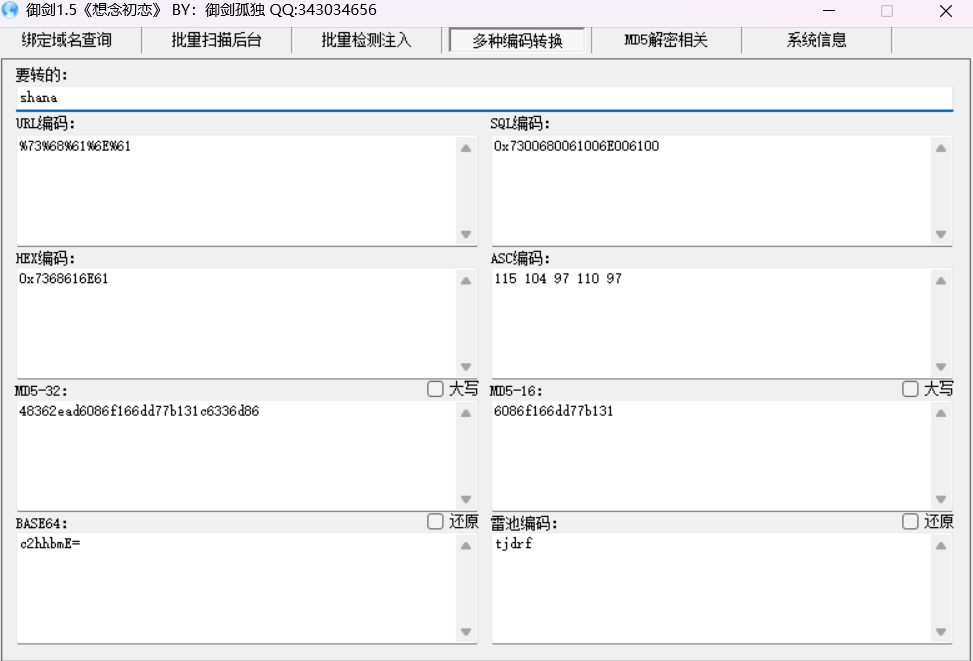 御剑1.5《想念初恋》 BY：御剑孤独 QQ:343034656
绑定域名查询 批量扫描后台 批量检测注入 多种编码转换 MD5解密相关 系统信息
要转的：
shana
URL编码： SQL编码：
%73%68%61%6E%61 0x7300680061006E006100
HEX编码： ASC编码：
0x7368616E61 115 104 97 110 97
MD5-32： 大写 MD5-16： 大写
48362ead6086f166dd77b131c6336d86 6086f166dd77b131
BASE64： 还原 雷池编码： 还原
c2hhbmE= tjdrf